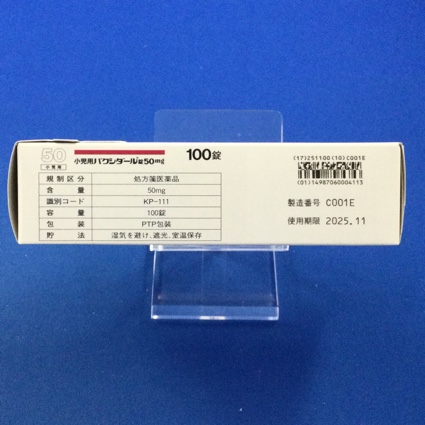 50
小児用
小児用バクシダール錠50mg
100錠
規制区分 処方箋医薬品
含量 50mg
識別コード KP-111
容量 100錠
包装 PTP包装
貯法 湿気を避け、遮光、室温保存
(17)251100(10)C001E
(01)14987060004113
製造番号 C001E
使用期限 2025.11